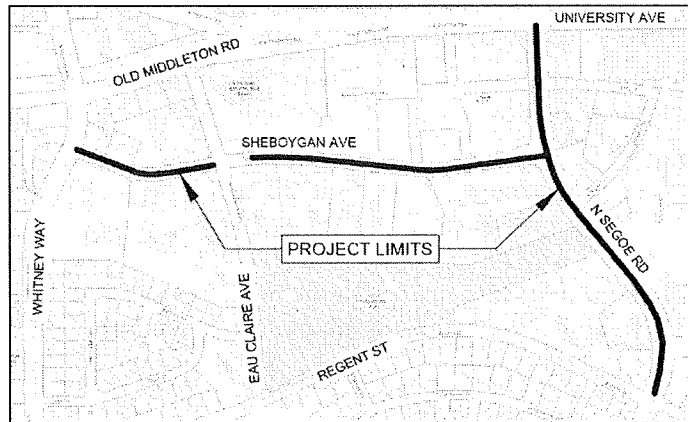 UNIVERSITY AVE
OLD MIDDLETON RD
SHEBOYGAN AVE
PROJECT LIMITS
N SEGOE RD
WHITNEY WAY
EAU CLAIRE AVE
REGENT ST